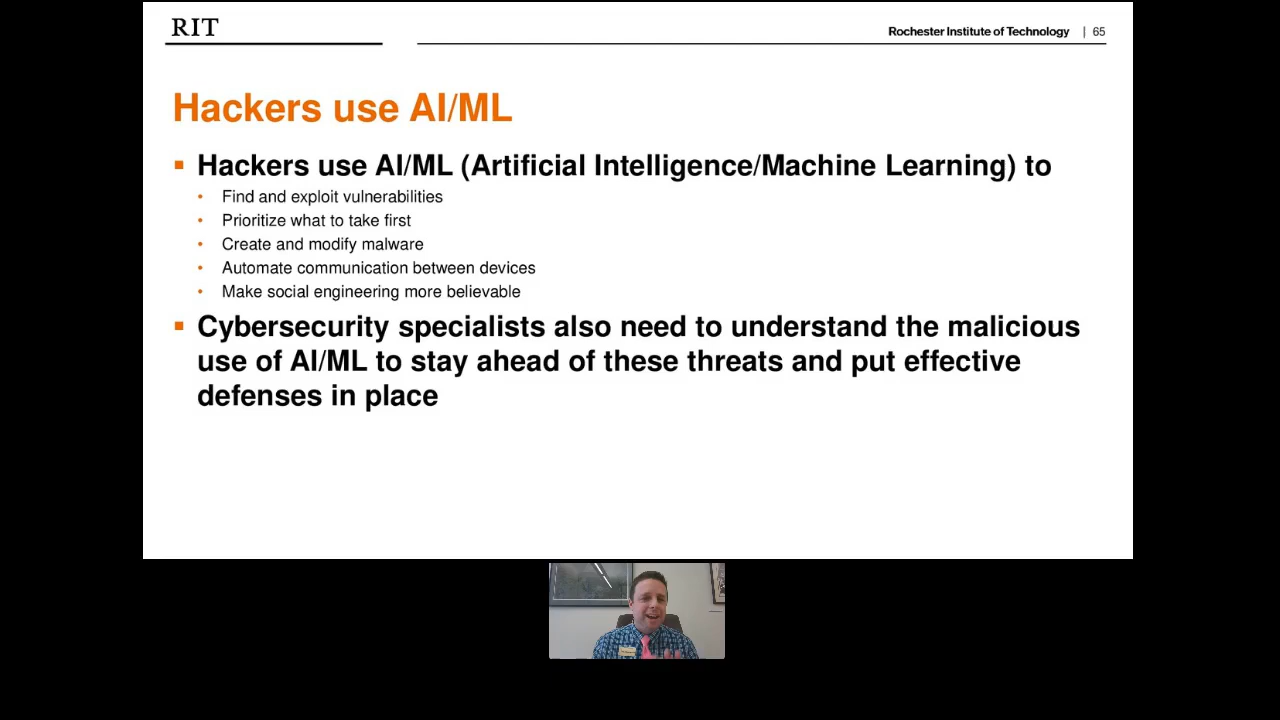 RIT
Rochester Institute of Technology | 65
Hackers use AI/ML
▪ Hackers use AI/ML (Artificial Intelligence/Machine Learning) to
• Find and exploit vulnerabilities
• Prioritize what to take first
• Create and modify malware
• Automate communication between devices
• Make social engineering more believable
▪ Cybersecurity specialists also need to understand the malicious
use of AI/ML to stay ahead of these threats and put effective
defenses in place